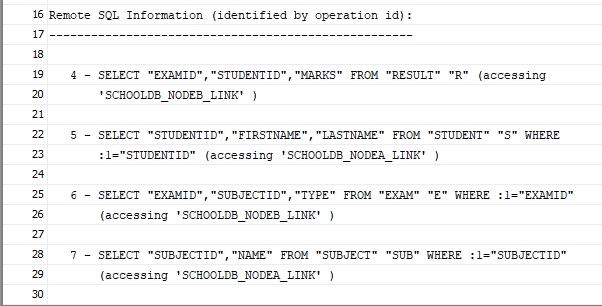 16 Remote SQL Information (identified by operation id):
17 ----------------------------------------------------
18
19 4 - SELECT "EXAMID","STUDENTID","MARKS" FROM "RESULT" "R" (accessing
20 'SCHOOLDB_NODEB_LINK' )
21
22 5 - SELECT "STUDENTID","FIRSTNAME","LASTNAME" FROM "STUDENT" "S" WHERE
23 :1="STUDENTID" (accessing 'SCHOOLDB_NODEA_LINK' )
24
25 6 - SELECT "EXAMID","SUBJECTID","TYPE" FROM "EXAM" "E" WHERE :1="EXAMID"
26 (accessing 'SCHOOLDB_NODEB_LINK' )
27
28 7 - SELECT "SUBJECTID","NAME" FROM "SUBJECT" "SUB" WHERE :1="SUBJECTID"
29 (accessing 'SCHOOLDB_NODEA_LINK' )
30